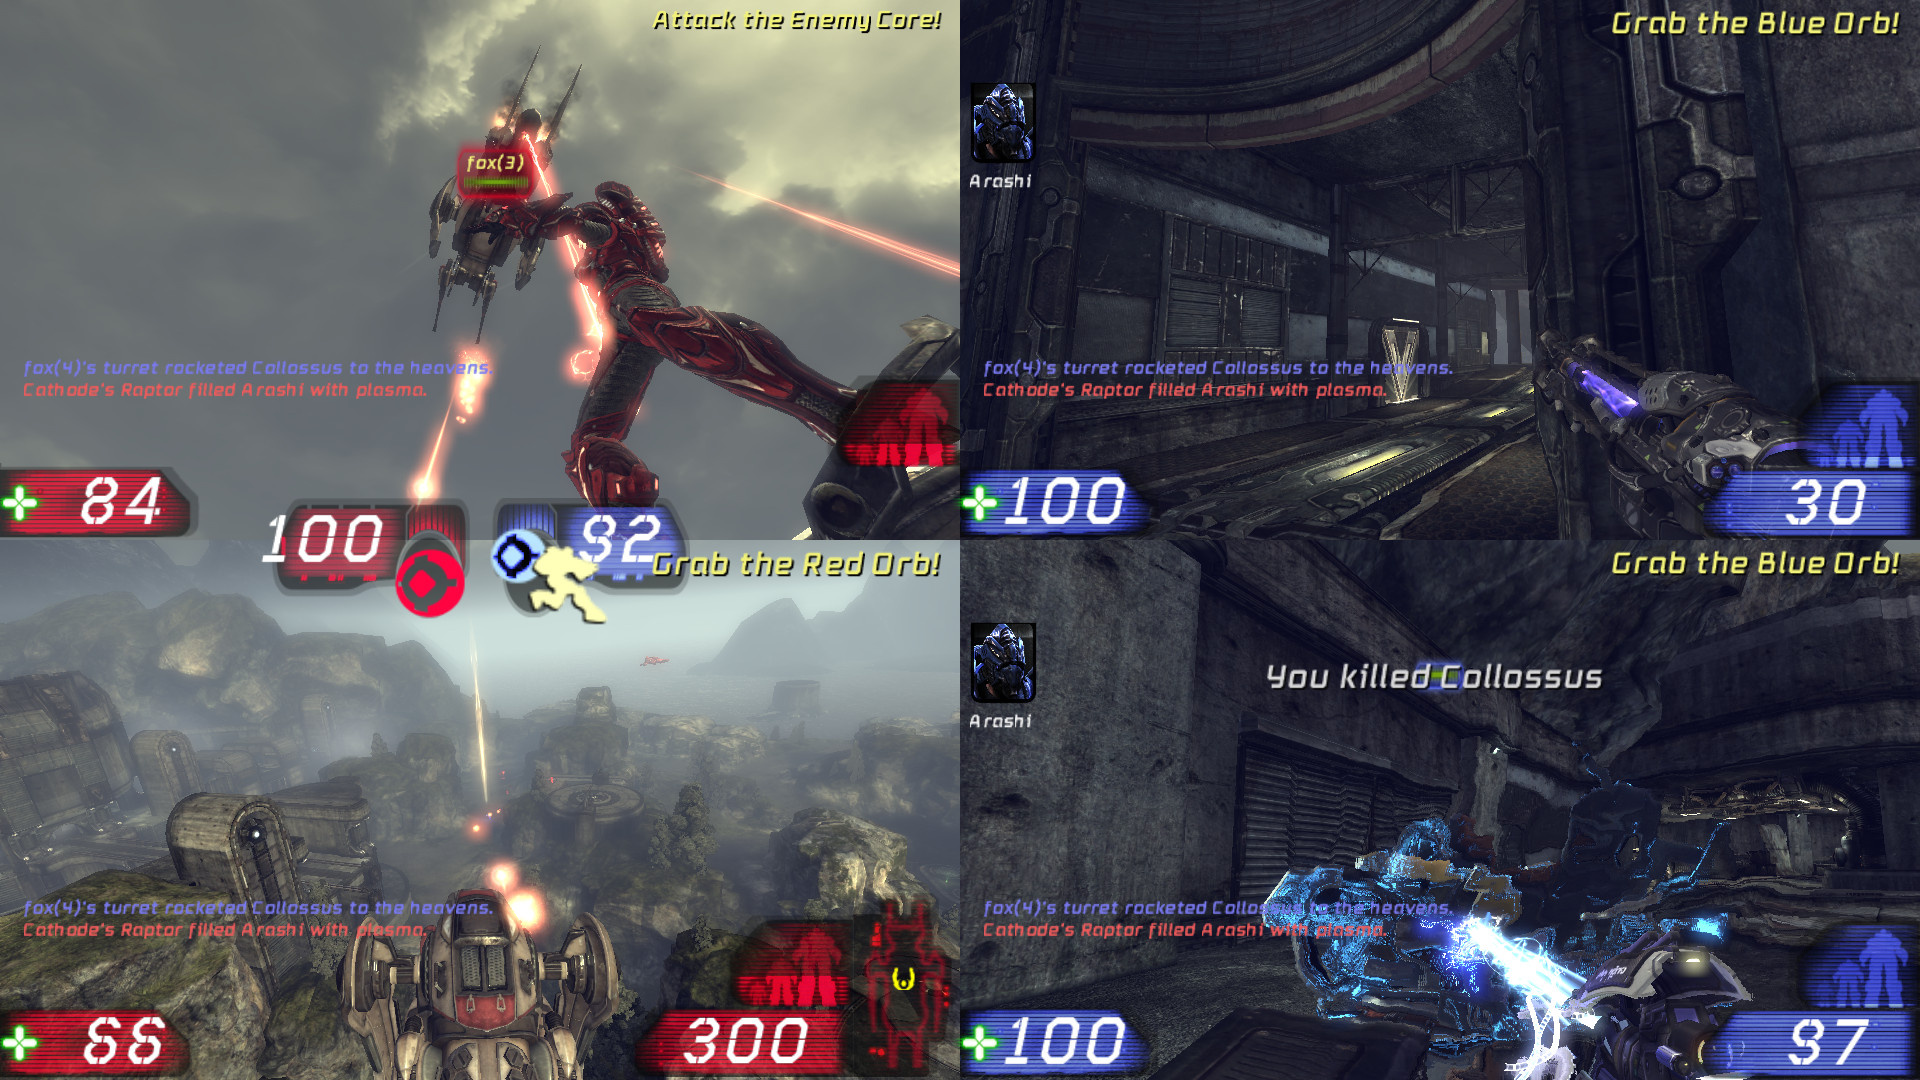 Attack the Enemy Core!
fox(3)
fox(4)'s turret rocketed Collossus to the heavens.
Cathode's Raptor filled Arashi with plasma.
84
100
92
Grab the Blue Orb!
Arashi
fox(4)'s turret rocketed Collossus to the heavens.
Cathode's Raptor filled Arashi with plasma.
100
30
Grab the Red Orb!
fox(4)'s turret rocketed Collossus to the heavens.
Cathode's Raptor filled Arashi with plasma.
66
300
Grab the Blue Orb!
Arashi
You killed Collossus
fox(4)'s turret rocketed Collossus to the heavens.
Cathode's Raptor filled Arashi with plasma.
100
97